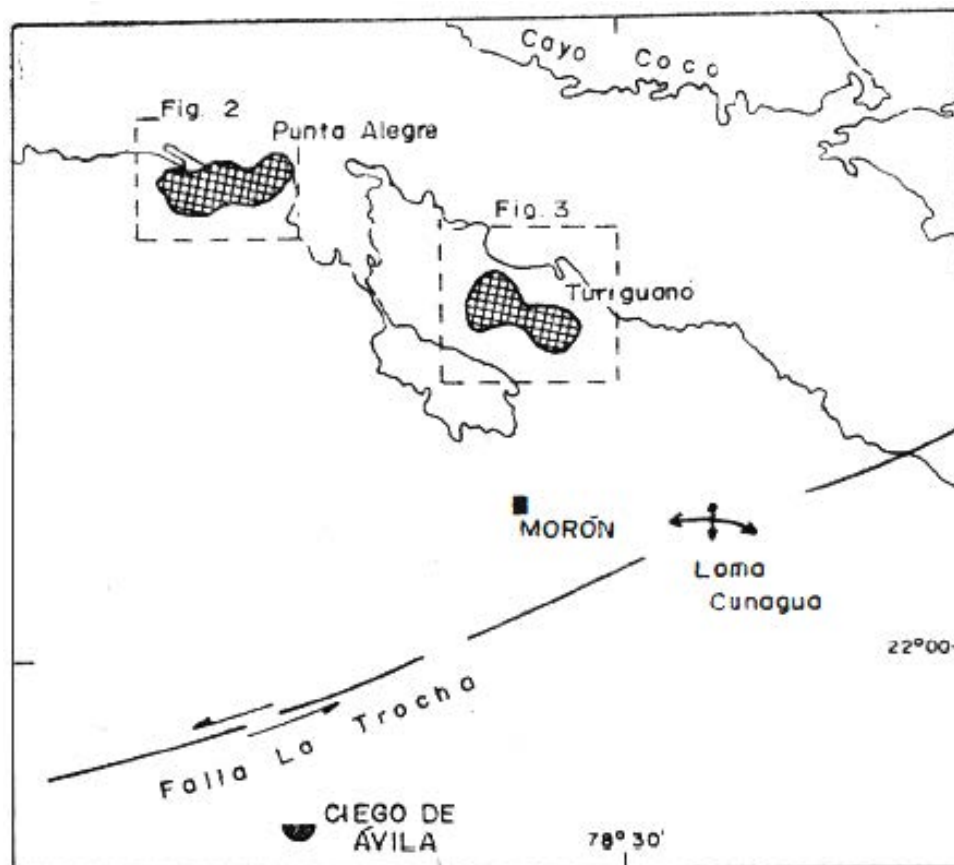 Cayo Coco
Fig. 2
Punta Alegre
Fig. 3
Turiguanó
MORÓN
Loma
Cunagua
22°00
Falla La Trocha
CIEGO DE
ÁVILA
78°30'